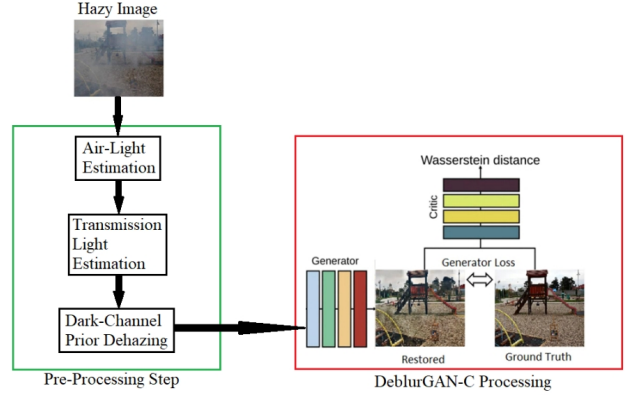 Hazy Image
Air-Light
Estimation
Transmission
Light
Estimation
Dark-Channel
Prior Dehazing
Pre-Processing Step
Wasserstein distance
Critic
Generator
Generator Loss
Restored
Ground Truth
DeblurGAN-C Processing